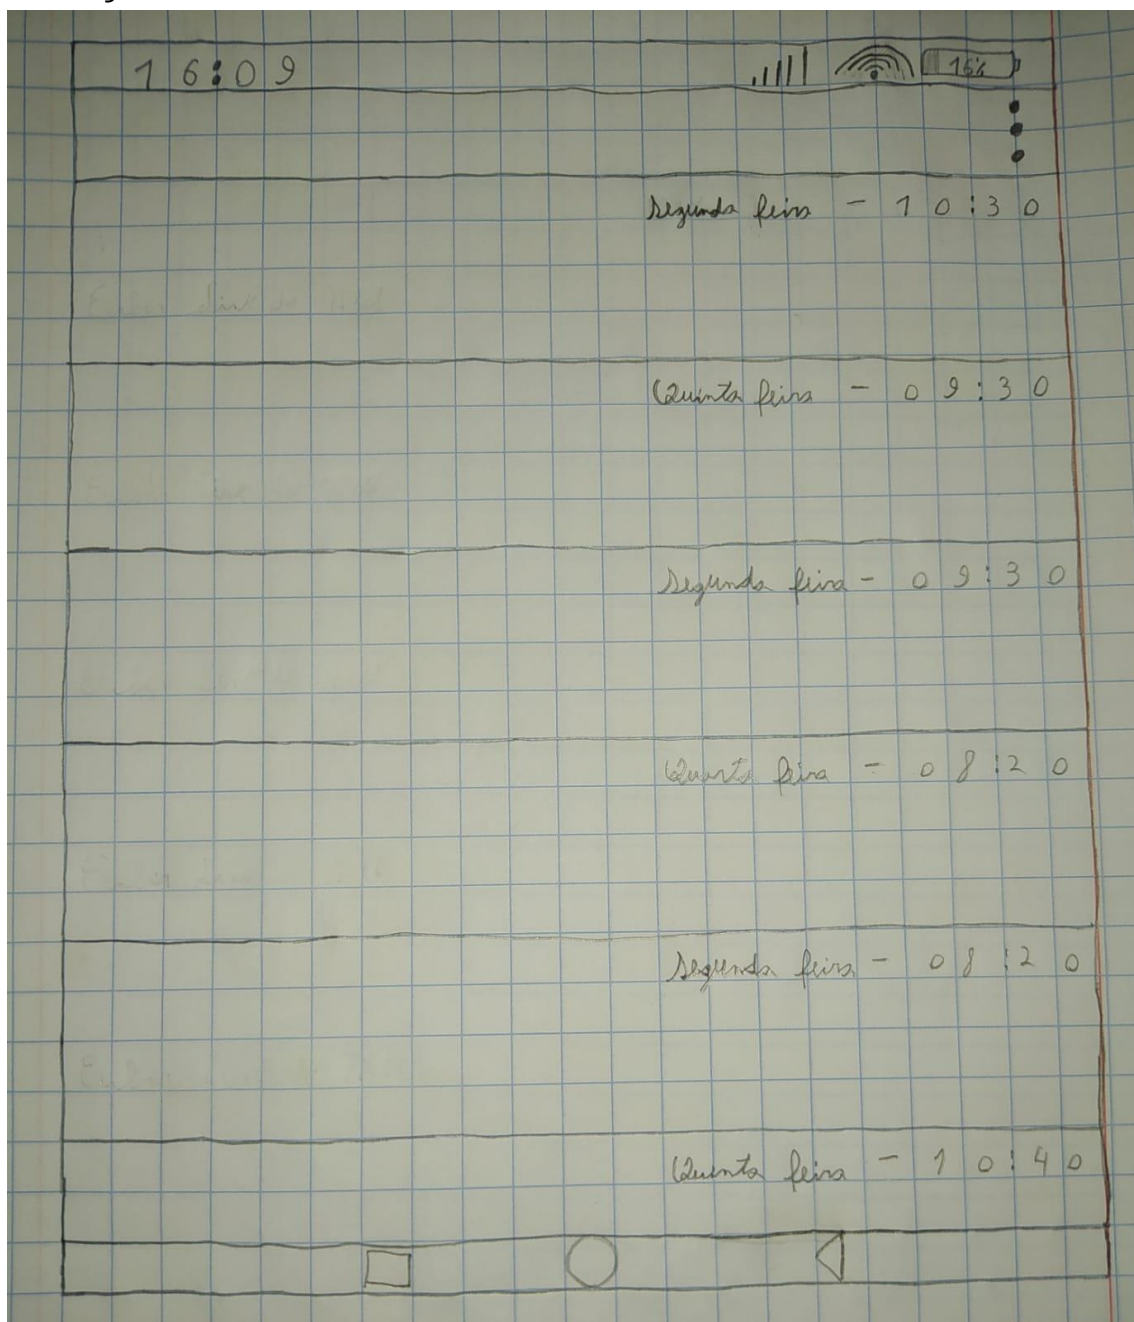 16:09 15%
Segunda feira - 10:30
Quinta feira - 09:30
Segunda feira - 09:30
Quarta feira - 08:20
Segunda feira - 08:20
Quinta feira - 10:40